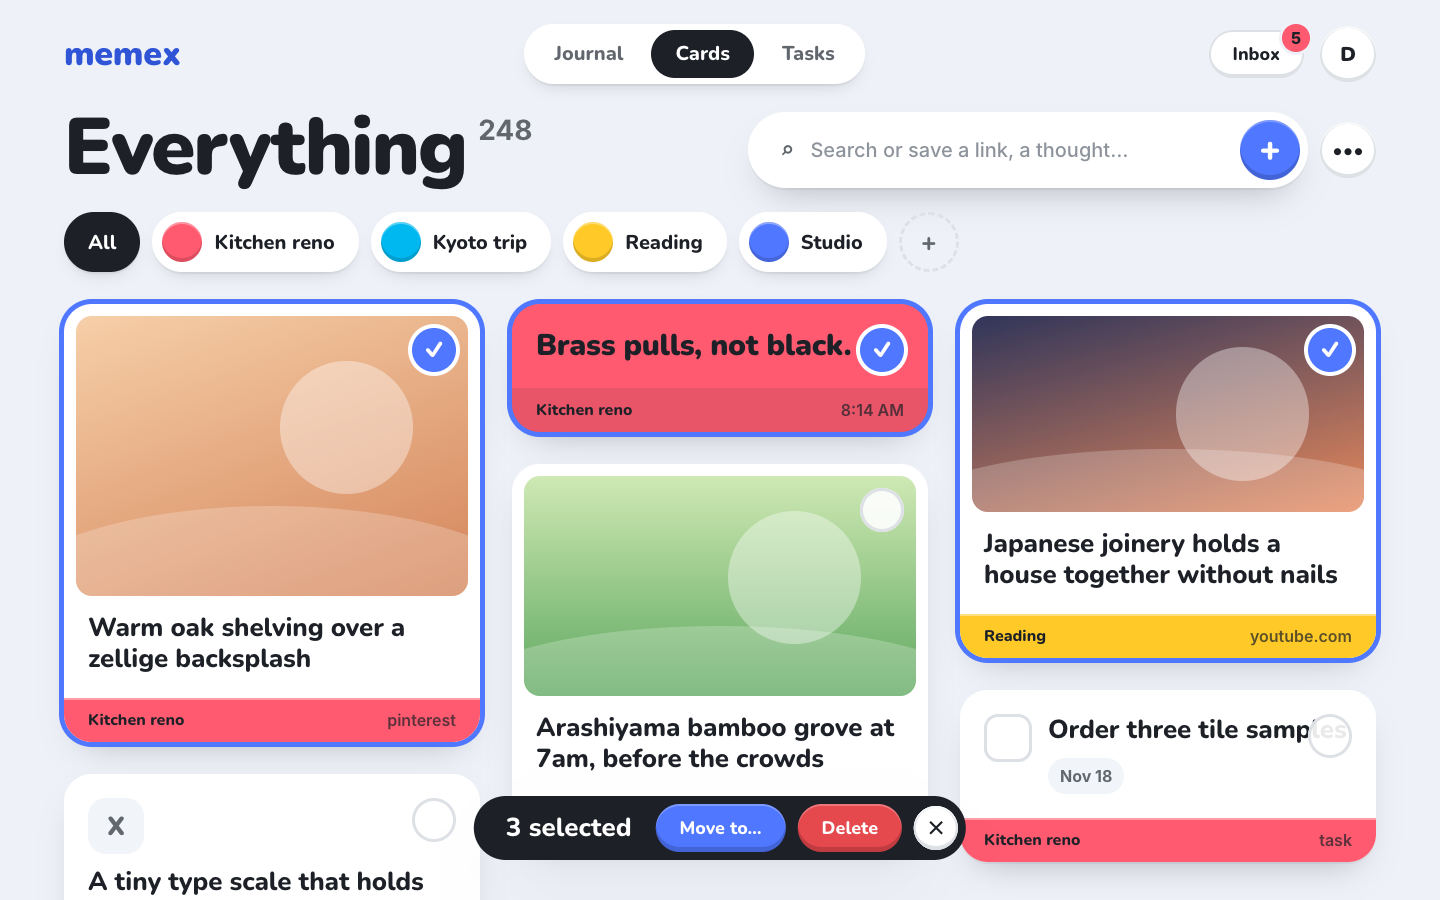 memex
Journal
Cards
Tasks
Inbox
5
D
Everything
248
Search or save a link, a thought...
+
•••
All
Kitchen reno
Kyoto trip
Reading
Studio
+
Warm oak shelving over a
zellige backsplash
Kitchen reno
pinterest
X
A tiny type scale that holds
Brass pulls, not black.
Kitchen reno
8:14 AM
Arashiyama bamboo grove at
7am, before the crowds
Japanese joinery holds a
house together without nails
Reading
youtube.com
Order three tile samples
Nov 18
Kitchen reno
task
3 selected
Move to...
Delete